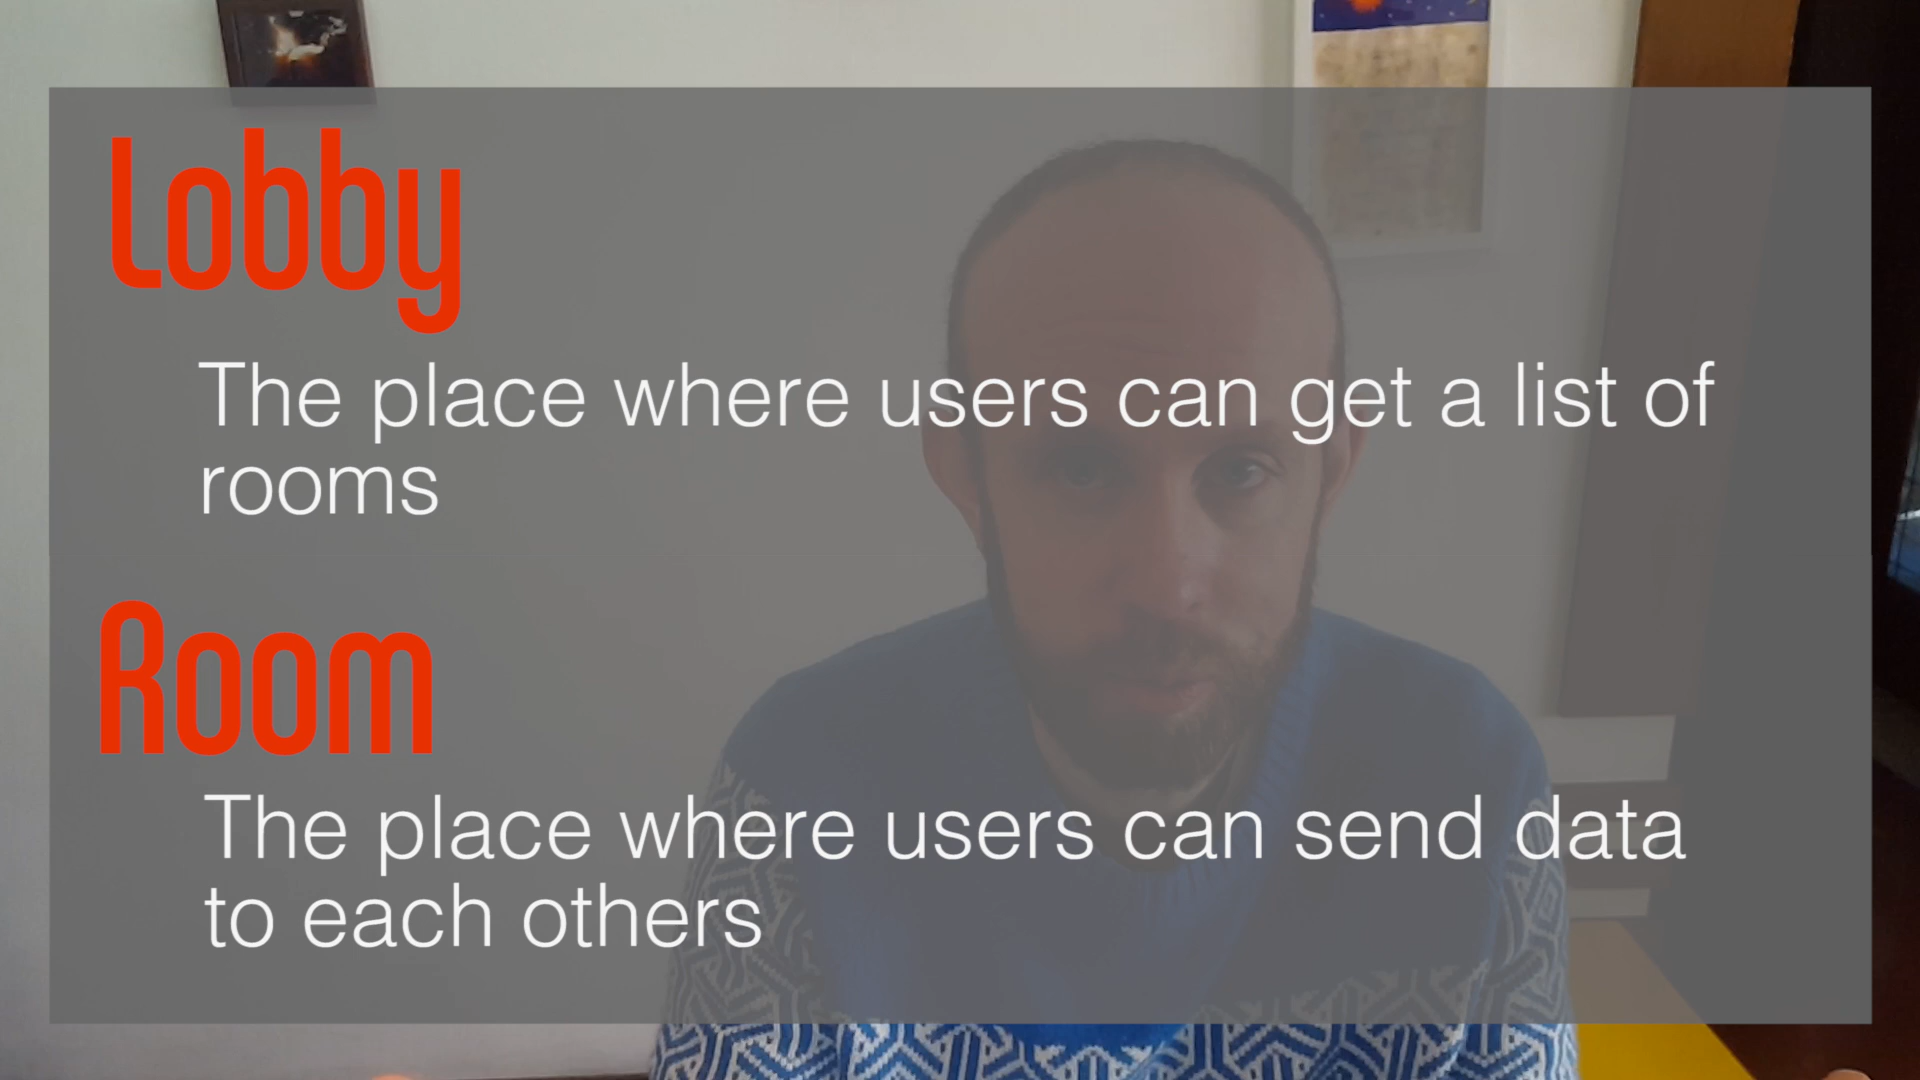 Lobby
The place where users can get a list of
rooms
Room
The place where users can send data
to each others